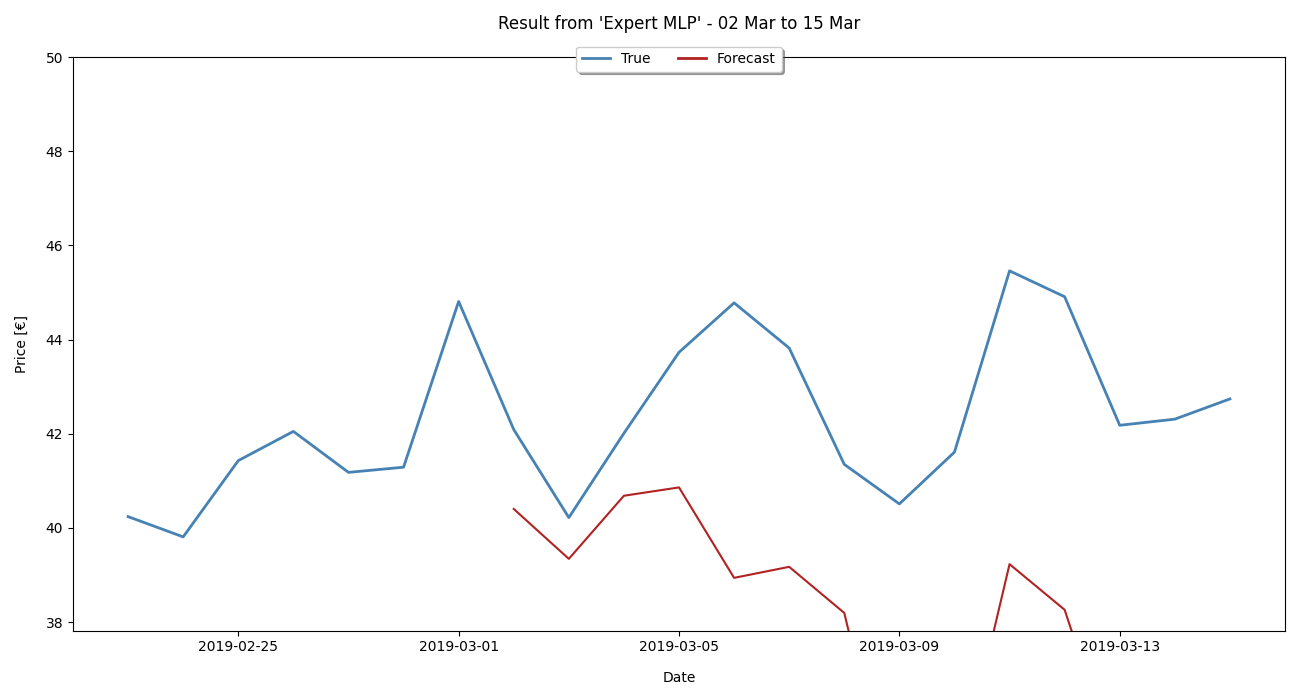 Result from 'Expert MLP' - 02 Mar to 15 Mar
True Forecast
50
48
46
44
42
40
38
Price [€]
2019-02-25 2019-03-01 2019-03-05 2019-03-09 2019-03-13
Date